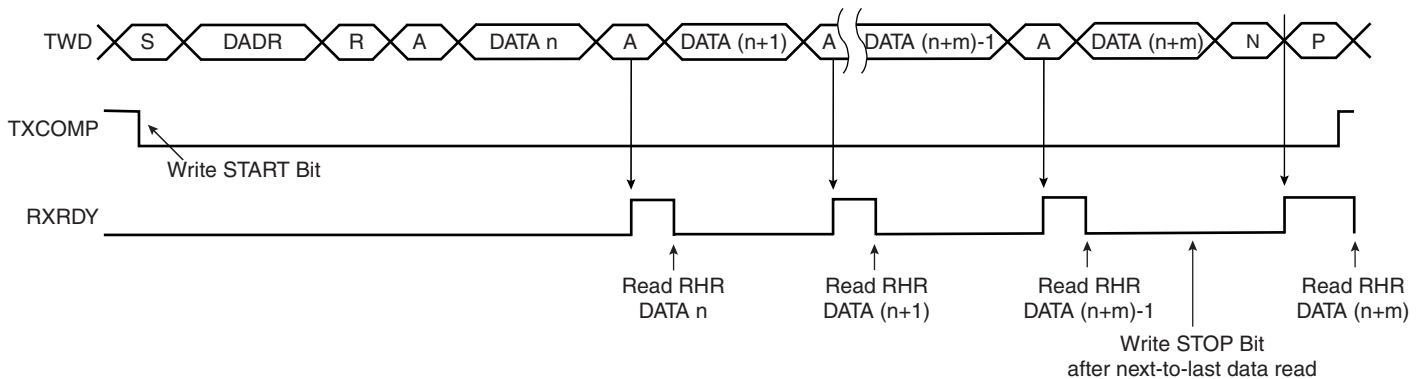 TWD S DADR R A DATA n A DATA (n+1) A DATA (n+m)-1 A DATA (n+m) N P
TXCOMP
Write START Bit
RXRDY
Read RHR
DATA n
Read RHR
DATA (n+1)
Read RHR
DATA (n+m)-1
Read RHR
DATA (n+m)
Write STOP Bit
after next-to-last data read